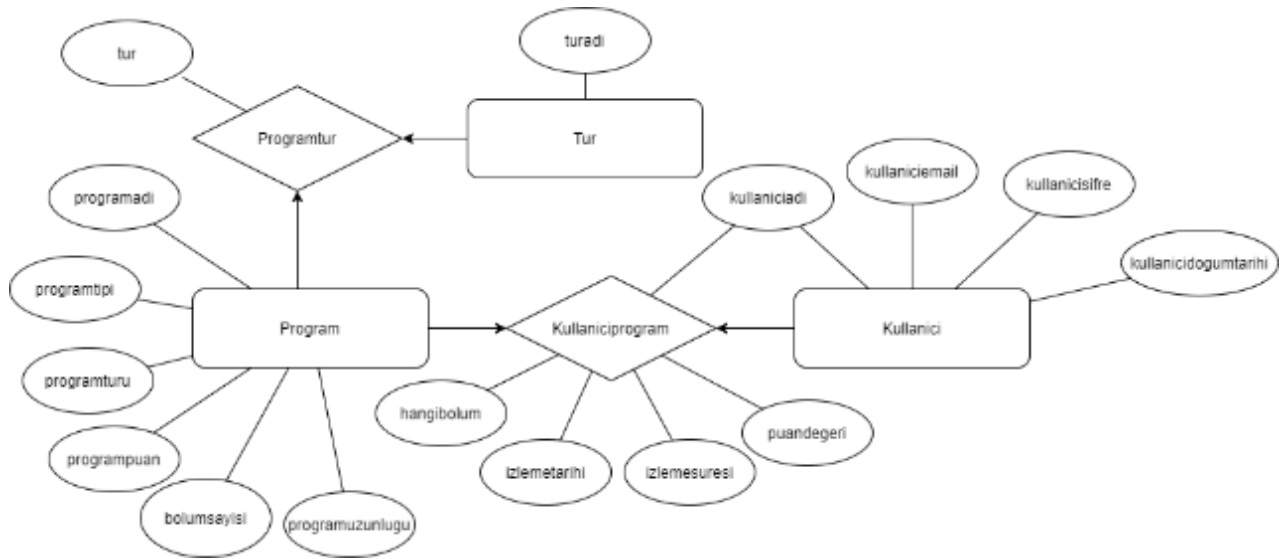 tur
turadi
Programtur
Tur
programadi
kullaniciadi
kullaniciemail
kullanicisifre
kullanicidogumtarihi
programtipi
Program
Kullaniciprogram
Kullanici
programturu
hangibolum
puandegeri
programpuan
izlemetarihi
izlemesuresi
bolumsayisi
programuzunlugu